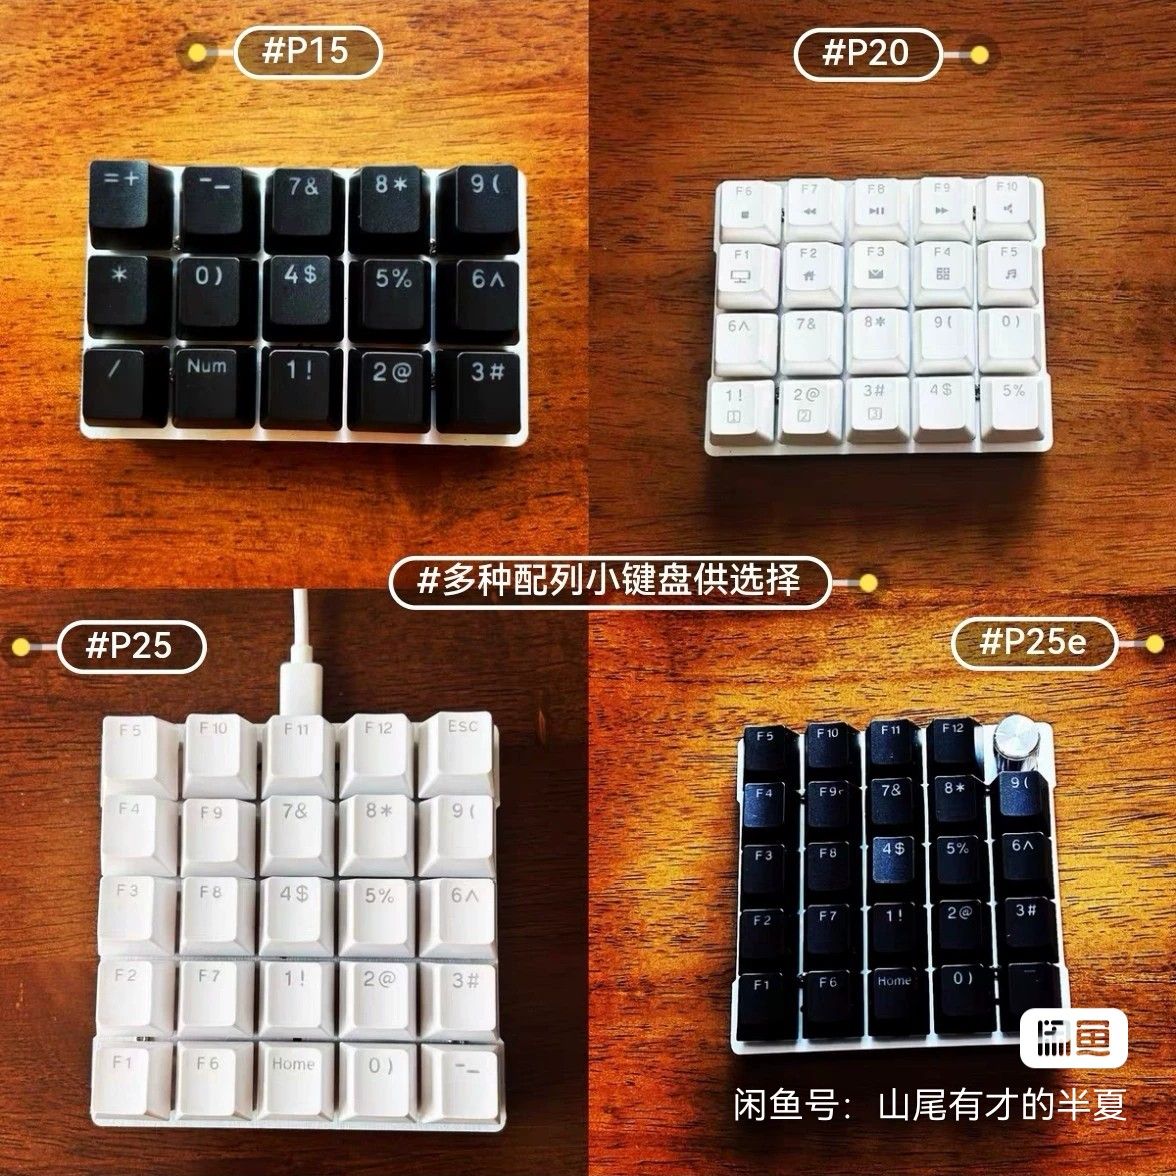 #P15
#P20
=+ -_ 7& 8* 9(
* 0) 4$ 5% 6^
/ Num 1! 2@ 3#
F6 F7 F8 F9 F10
F1 F2 F3 F4 F5
6^ 7& 8* 9( 0)
1! 2@ 3# 4$ 5%
1 2 3
#多种配列小键盘供选择
#P25
#P25e
F5 F10 F11 F12 Esc
F4 F9 7& 8* 9(
F3 F8 4$ 5% 6^
F2 F7 1! 2@ 3#
F1 F6 Home 0) -_
F5 F10 F11 F12
F4 F9 7& 8* 9(
F3 F8 4$ 5% 6^
F2 F7 1! 2@ 3#
F1 F6 Home 0)
闲鱼
闲鱼号：山尾有才的半夏